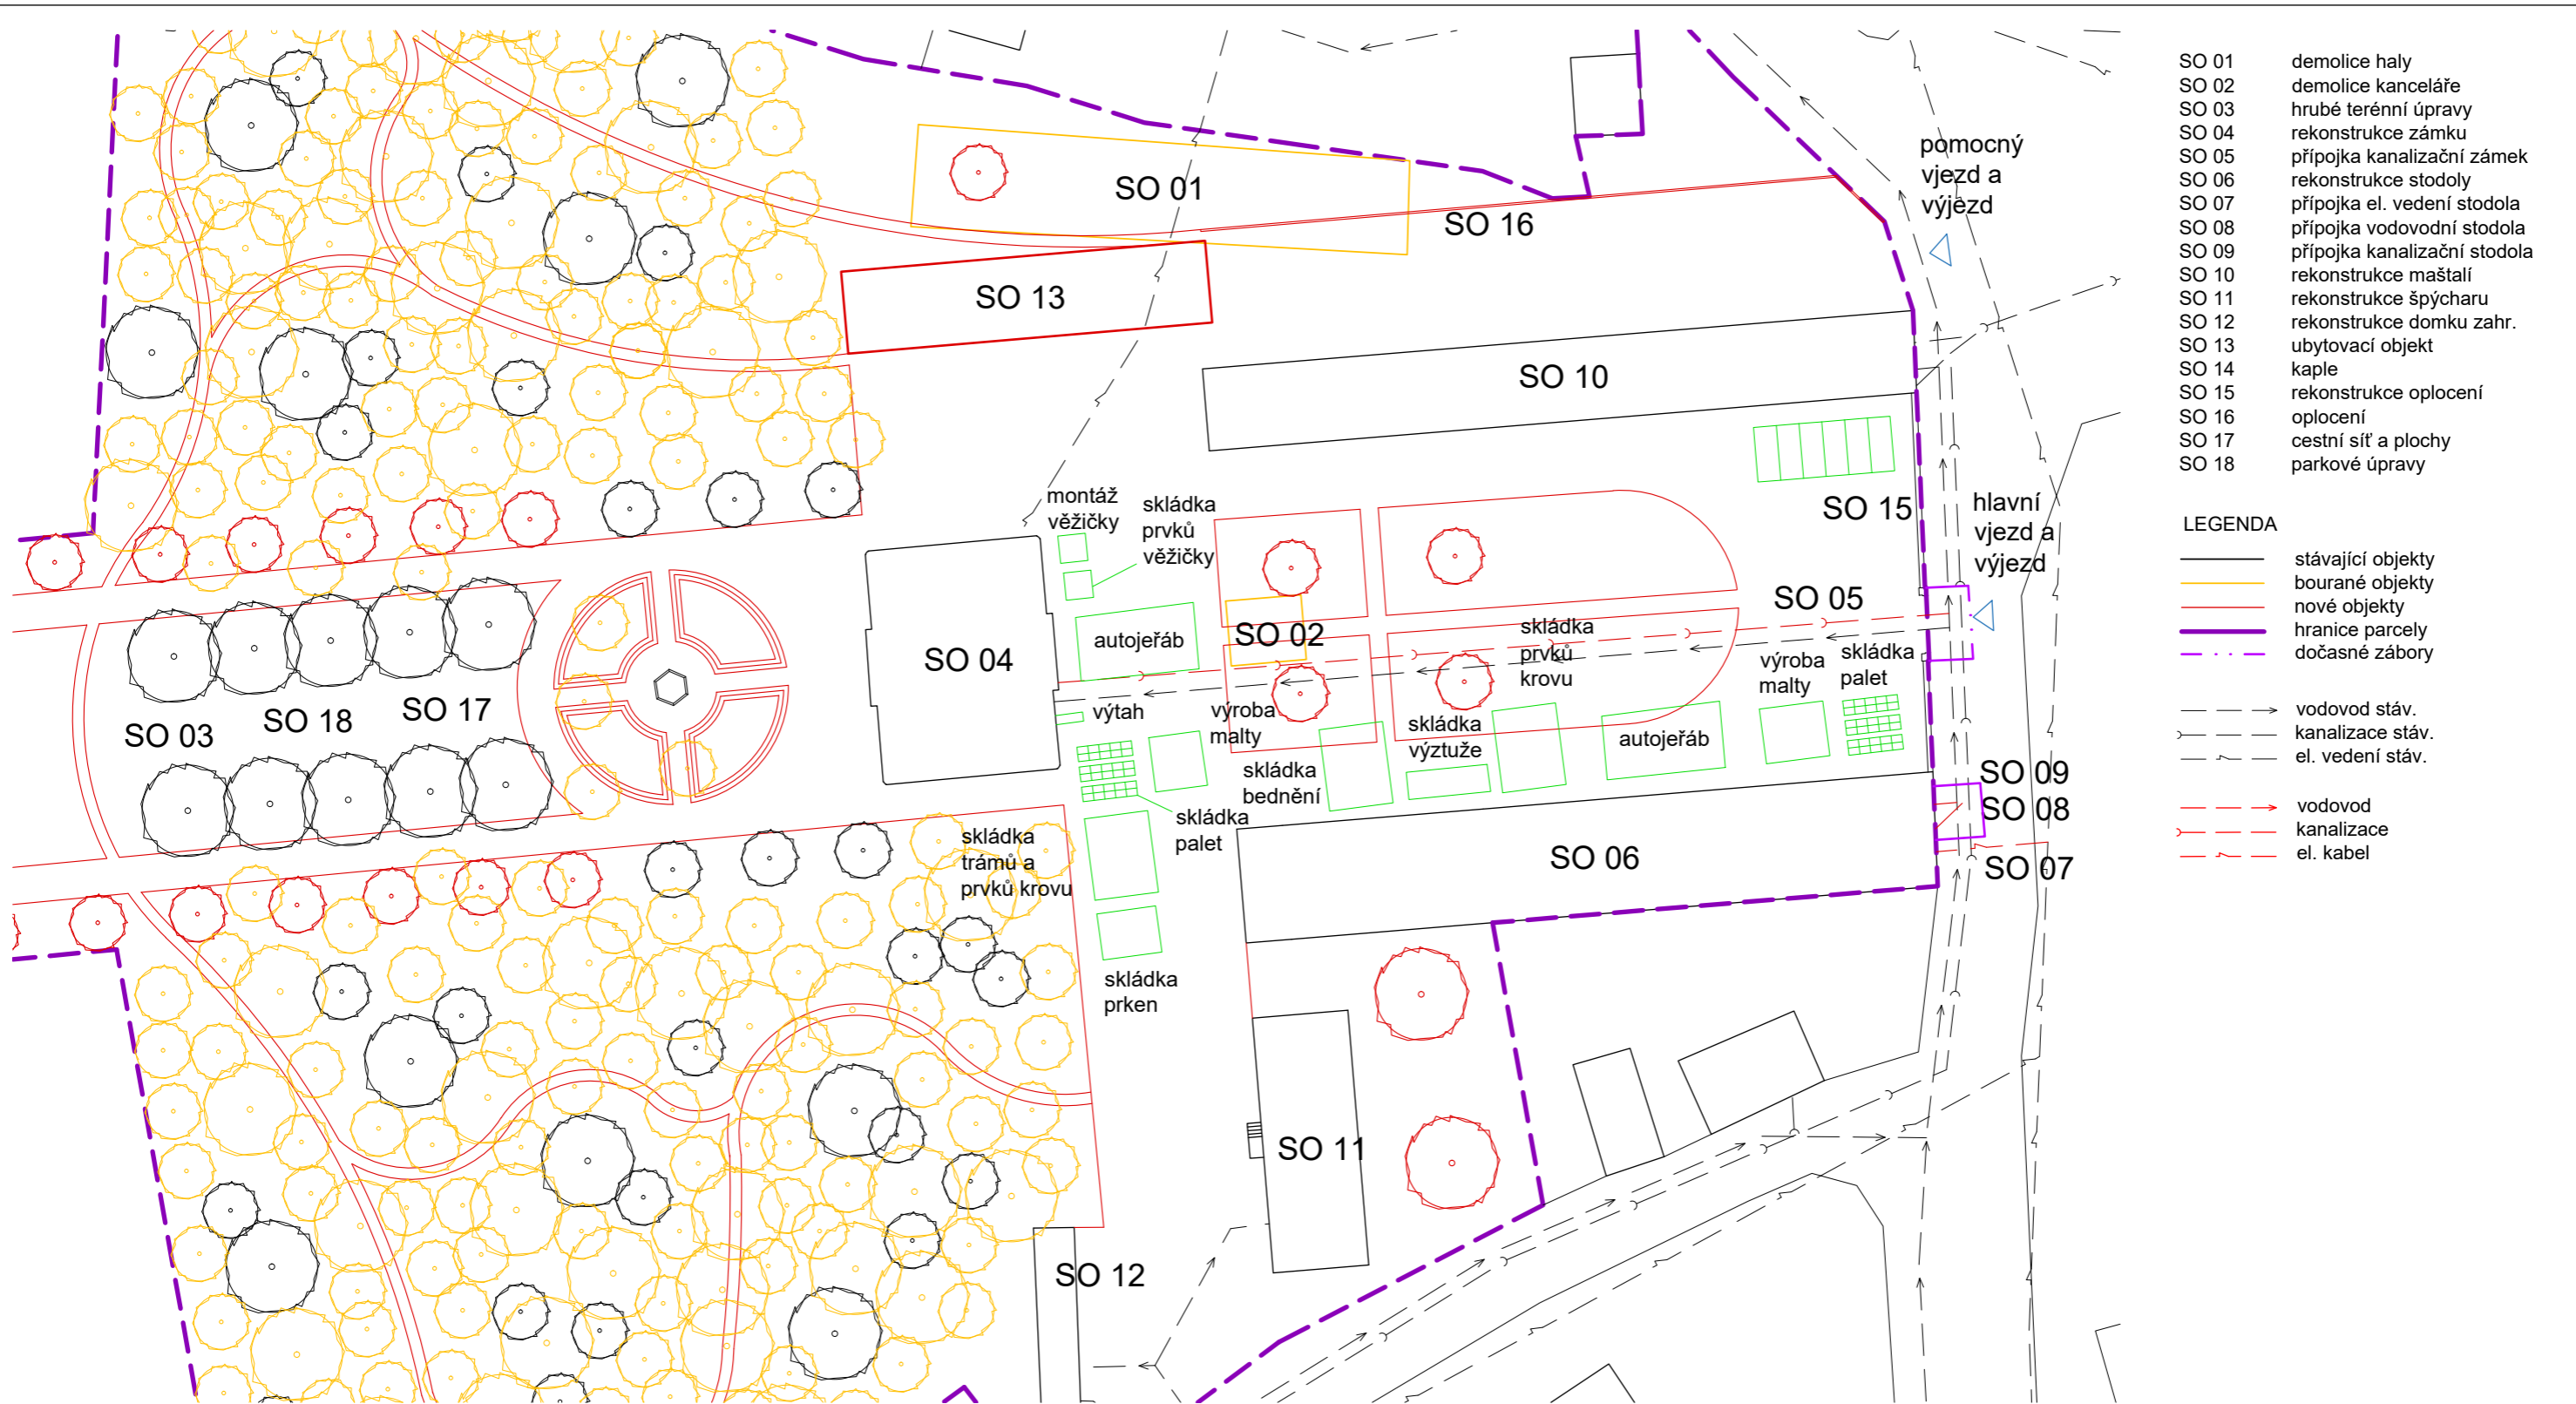 SO 01 demolice haly
SO 02 demolice kanceláře
SO 03 hrubé terénní úpravy
SO 04 rekonstrukce zámku
SO 05 přípojka kanalizační zámek
SO 06 rekonstrukce stodoly
SO 07 přípojka el. vedení stodola
SO 08 přípojka vodovodní stodola
SO 09 přípojka kanalizační stodola
SO 10 rekonstrukce maštalí
SO 11 rekonstrukce špýcharu
SO 12 rekonstrukce domku zahr.
SO 13 ubytovací objekt
SO 14 kaple
SO 15 rekonstrukce oplocení
SO 16 oplocení
SO 17 cestní síť a plochy
SO 18 parkové úpravy
LEGENDA
stávající objekty
bourané objekty
nové objekty
hranice parcely
dočasné zábory
vodovod stáv.
kanalizace stáv.
el. vedení stáv.
vodovod
kanalizace
el. kabel
pomocný
vjezd a
výjezd
SO 01
SO 16
SO 13
SO 10
montáž
věžičky
skládka
prvků
věžičky
SO 15
hlavní
vjezd a
výjezd
SO 05
autojeřáb
SO 02
skládka
prvků
krovu
SO 04
výroba
malty
skládka
palet
SO 03
SO 18
SO 17
výtah
výroba
malty
skládka
výztuže
autojeřáb
skládka
bednění
SO 09
SO 08
SO 07
skládka
palet
skládka
trámů a
prvků krovu
SO 06
skládka
prken
SO 11
SO 12